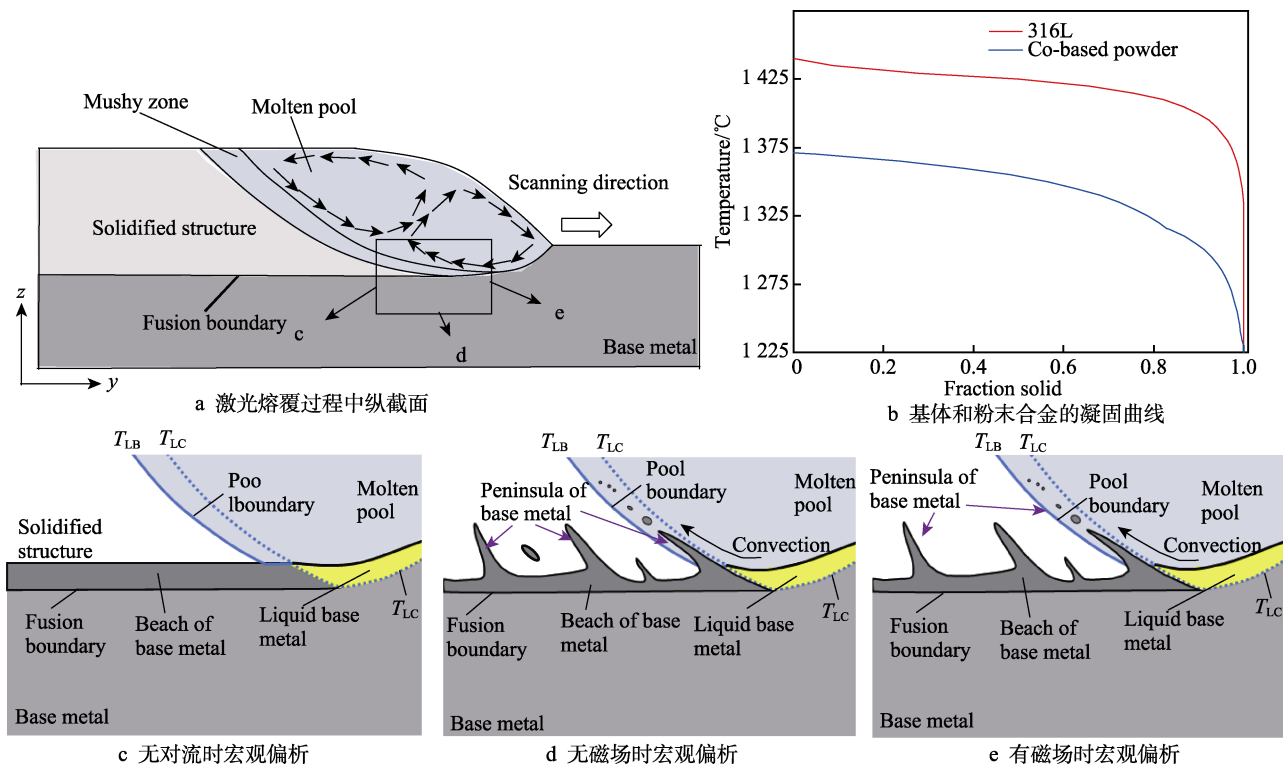 Mushy zone
Molten pool
Scanning direction
Solidified structure
z
Fusion boundary
c
d
e
Base metal
y
a 激光熔覆过程中纵截面
316L
Co-based powder
Temperature/℃
1 425
1 375
1 325
1 275
1 225
0
0.2
0.4
0.6
0.8
1.0
Fraction solid
b 基体和粉末合金的凝固曲线
TLB TLC
Poo
lboundary
Molten
pool
Solidified
structure
TLC
Fusion
boundary
Beach of
base metal
Liquid base
metal
Base metal
c 无对流时宏观偏析
TLB TLC
Pool
boundary
Peninsula of
base metal
Molten
pool
Convection
TLC
Fusion
boundary
Beach of base
metal
Liquid base
metal
Base metal
d 无磁场时宏观偏析
TLB TLC
Pool
boundary
Peninsula of
base metal
Molten
pool
Convection
TLC
Fusion
boundary
Beach of
base metal
Liquid base
metal
Base metal
e 有磁场时宏观偏析